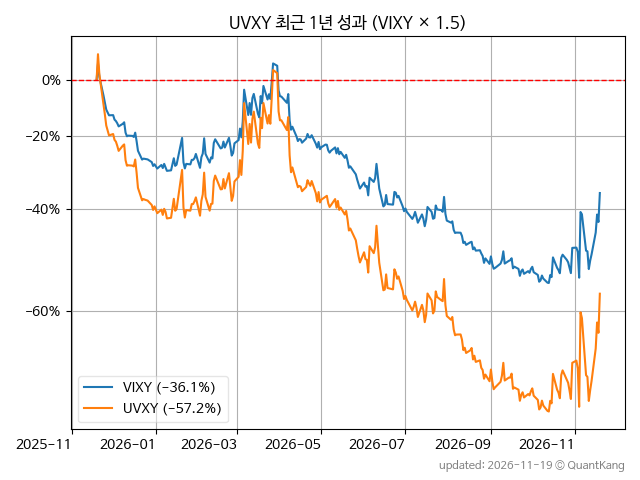 UVXY 최근 1년 성과 (VIXY × 1.5)
0%
−20%
−40%
−60%
VIXY (−36.1%)
UVXY (−57.2%)
2025-11 2026-01 2026-03 2026-05 2026-07 2026-09 2026-11
updated: 2026-11-19 © QuantKang